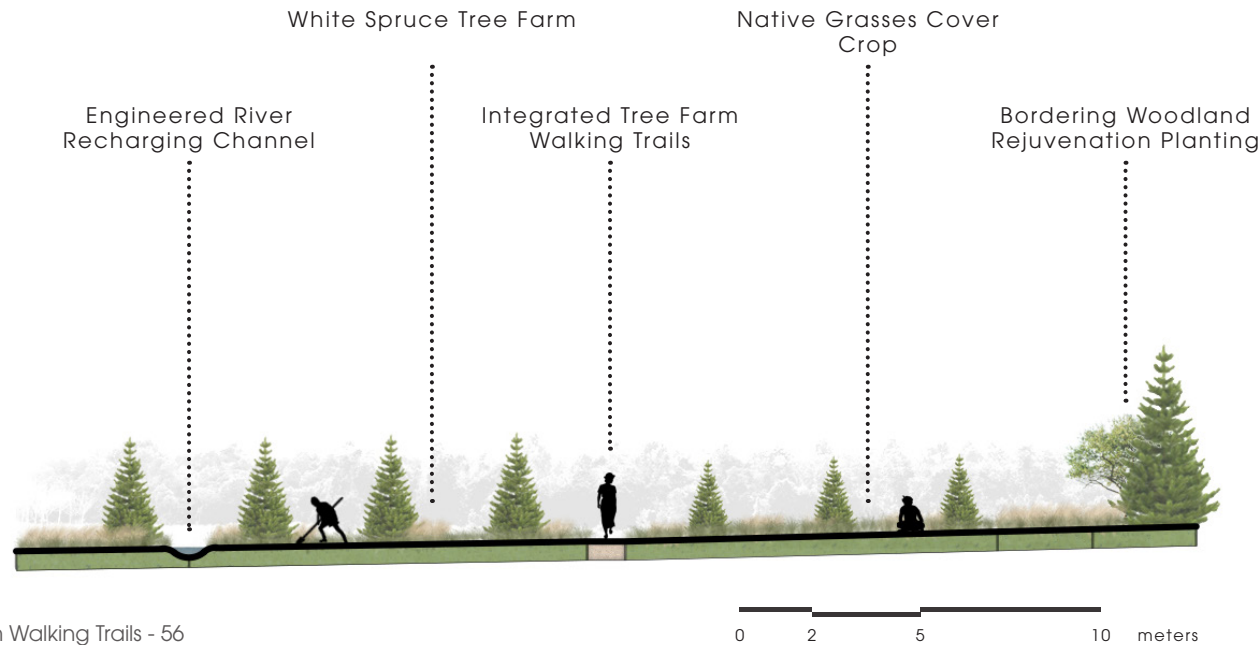 White Spruce Tree Farm
Native Grasses Cover
Crop
Engineered River
Recharging Channel
Integrated Tree Farm
Walking Trails
Bordering Woodland
Rejuvenation Planting
Walking Trails - 56
0 2 5 10 meters